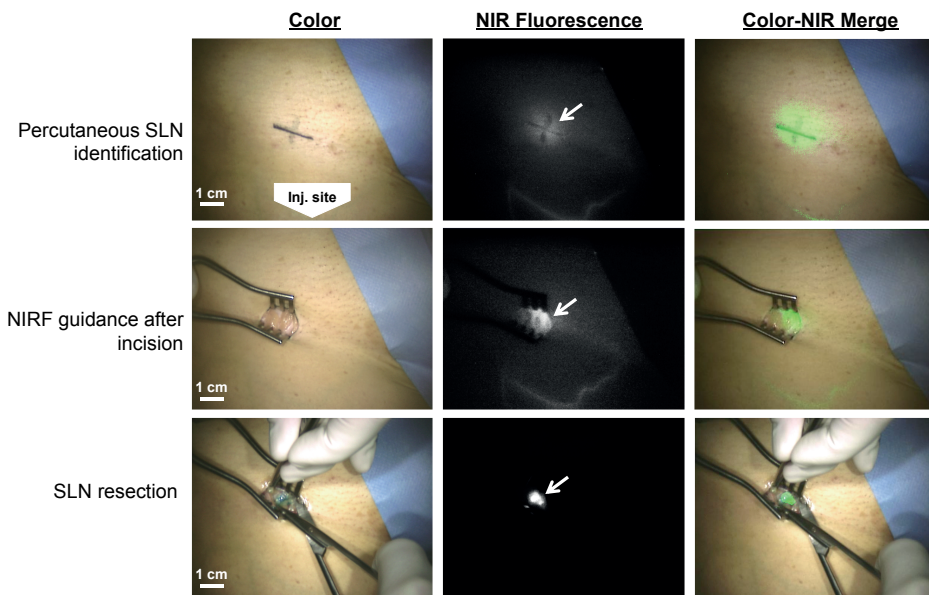 Color
NIR Fluorescence
Color-NIR Merge
Percutaneous SLN
identification
Inj. site
1 cm
NIRF guidance after
incision
1 cm
SLN resection
1 cm